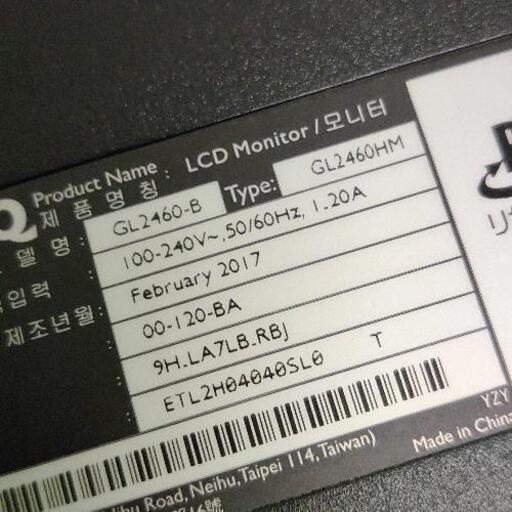 Q Product Name
제품명칭: LCD Monitor / 모니터
델명: GL2460-B Type: GL2460HM
입력 100-240V~,50/60Hz, 1.20A
제조년월: February 2017
: 00-120-BA
: 9H.LA7LB.RBJ
ETL2H04040SL0 T
Road, Neihu, Taipei 114, Taiwan)
Made in China
YZY
リ